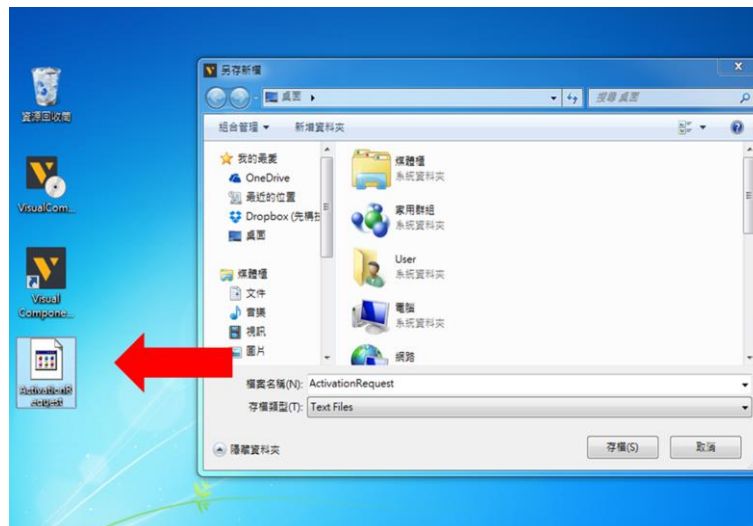 資源回收筒
VisualCom...
Visual
Compone...
ActivationR
equest
另存新檔
桌面
搜尋 桌面
組合管理
新增資料夾
我的最愛
OneDrive
最近的位置
Dropbox (先構技
桌面
媒體櫃
文件
音樂
視訊
圖片
媒體櫃
系統資料夾
家用群組
系統資料夾
User
系統資料夾
電腦
系統資料夾
網路
檔案名稱(N): ActivationRequest
存檔類型(T): Text Files
隱藏資料夾
存檔(S)
取消